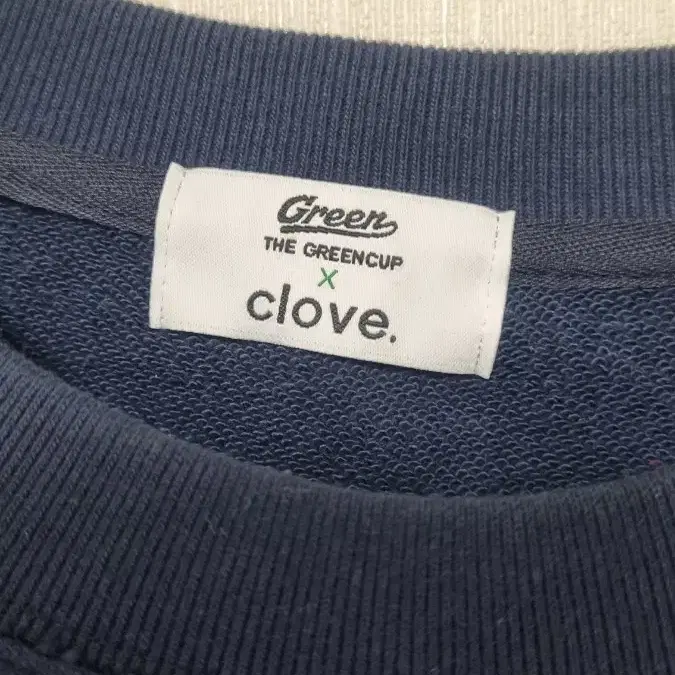 Green
THE GREENCUP
X
clove.